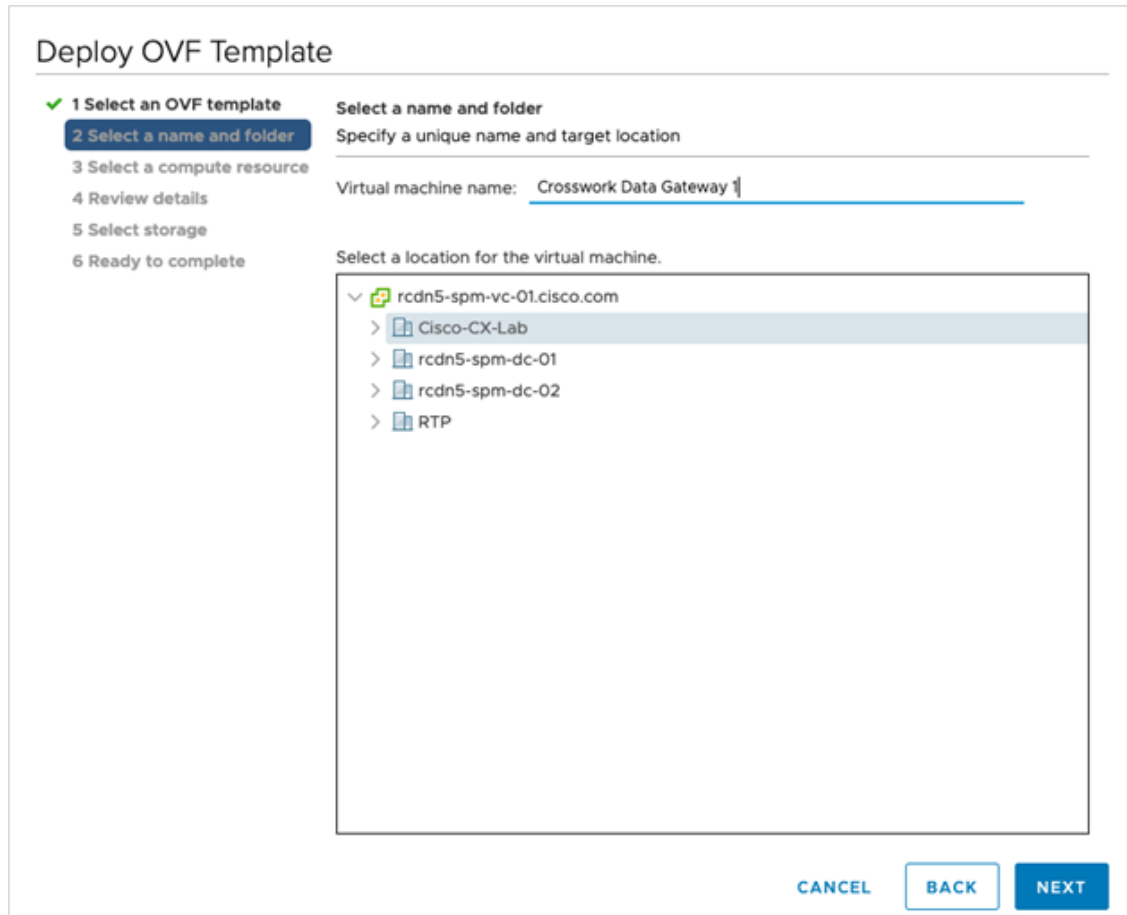 Deploy OVF Template
1 Select an OVF template
2 Select a name and folder
3 Select a compute resource
4 Review details
5 Select storage
6 Ready to complete
Select a name and folder
Specify a unique name and target location
Virtual machine name: Crosswork Data Gateway 1
Select a location for the virtual machine.
rcdn5-spm-vc-01.cisco.com
Cisco-CX-Lab
rcdn5-spm-dc-01
rcdn5-spm-dc-02
RTP
CANCEL BACK NEXT